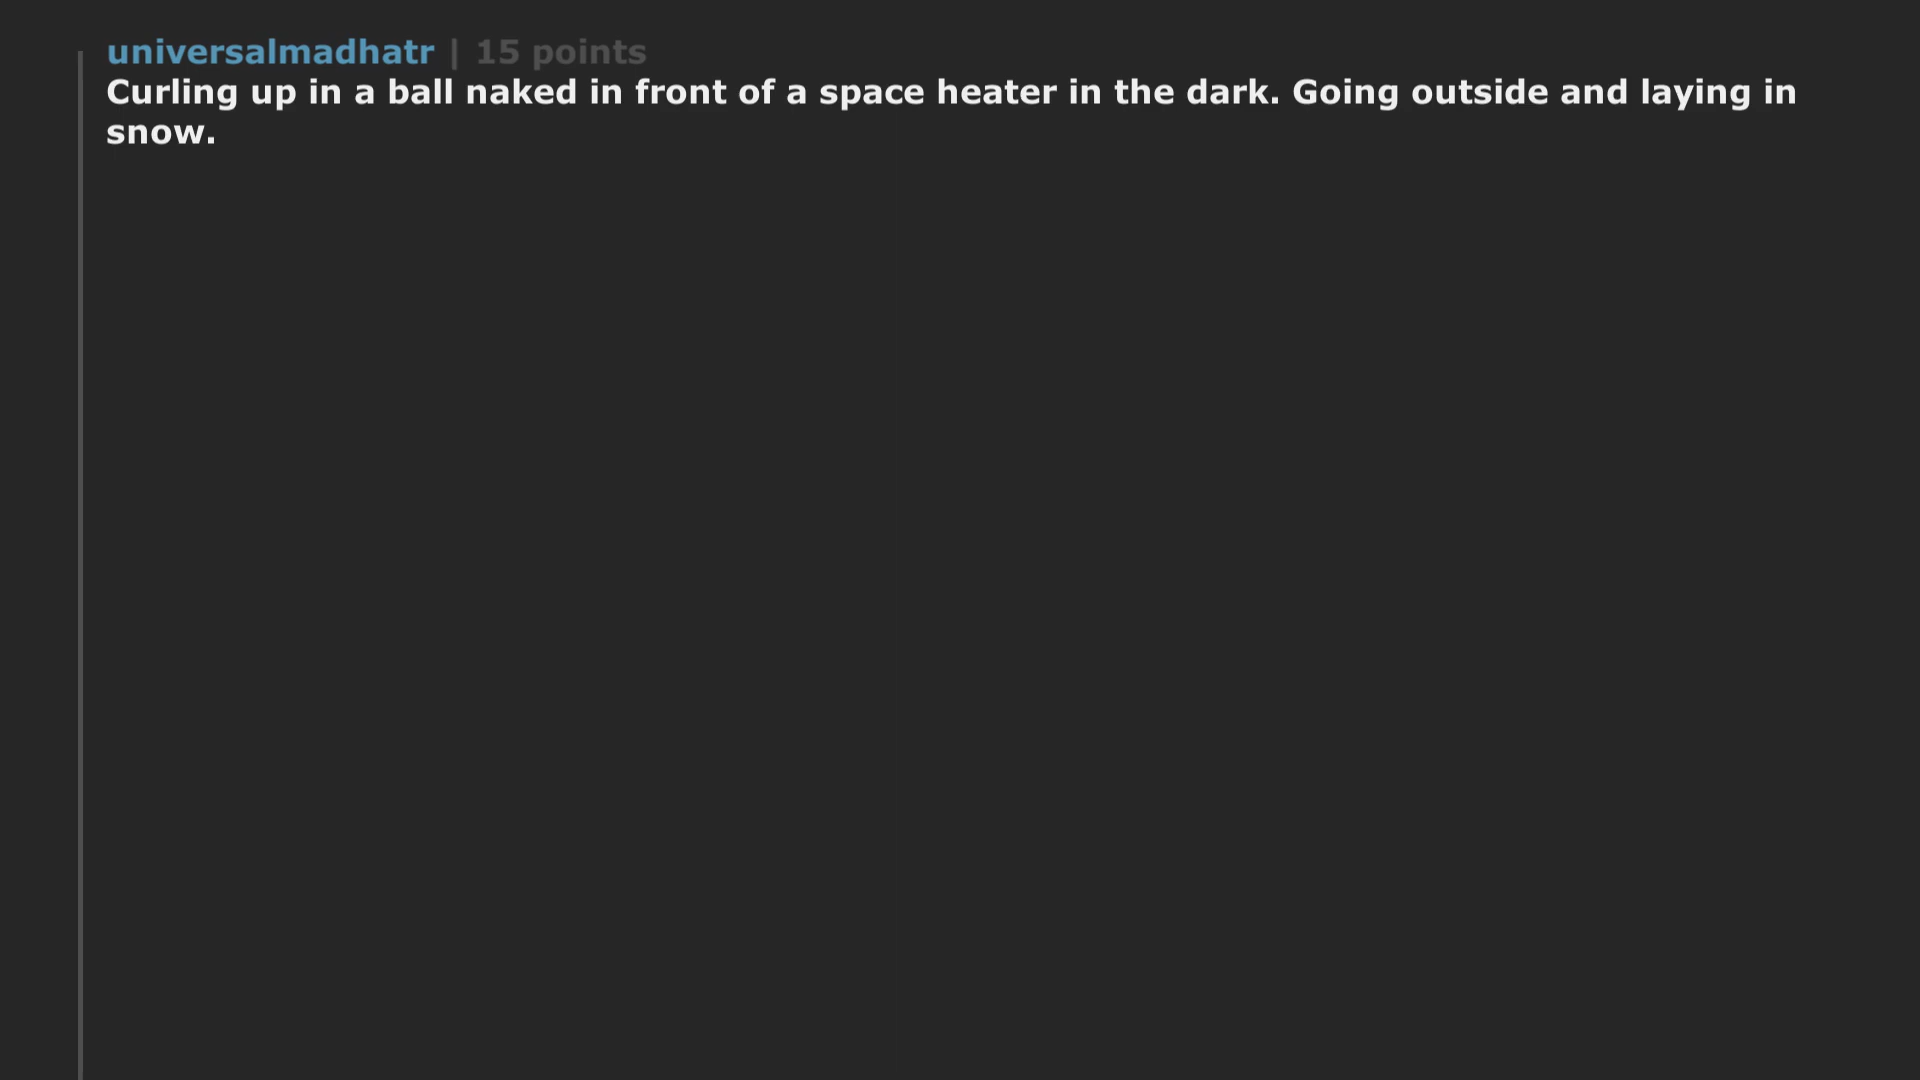 universalmadhatr | 15 points
Curling up in a ball naked in front of a space heater in the dark. Going outside and laying in
snow.